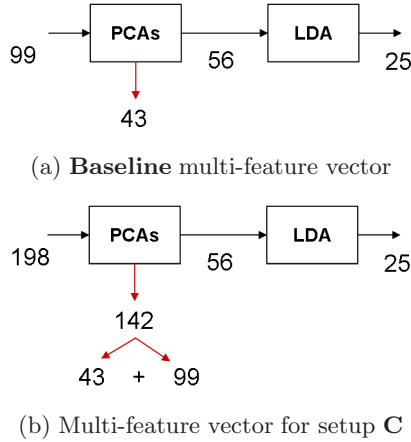 PCAs LDA
99 56 25
43
(a) Baseline multi-feature vector
PCAs LDA
198 56 25
142
43 + 99
(b) Multi-feature vector for setup C